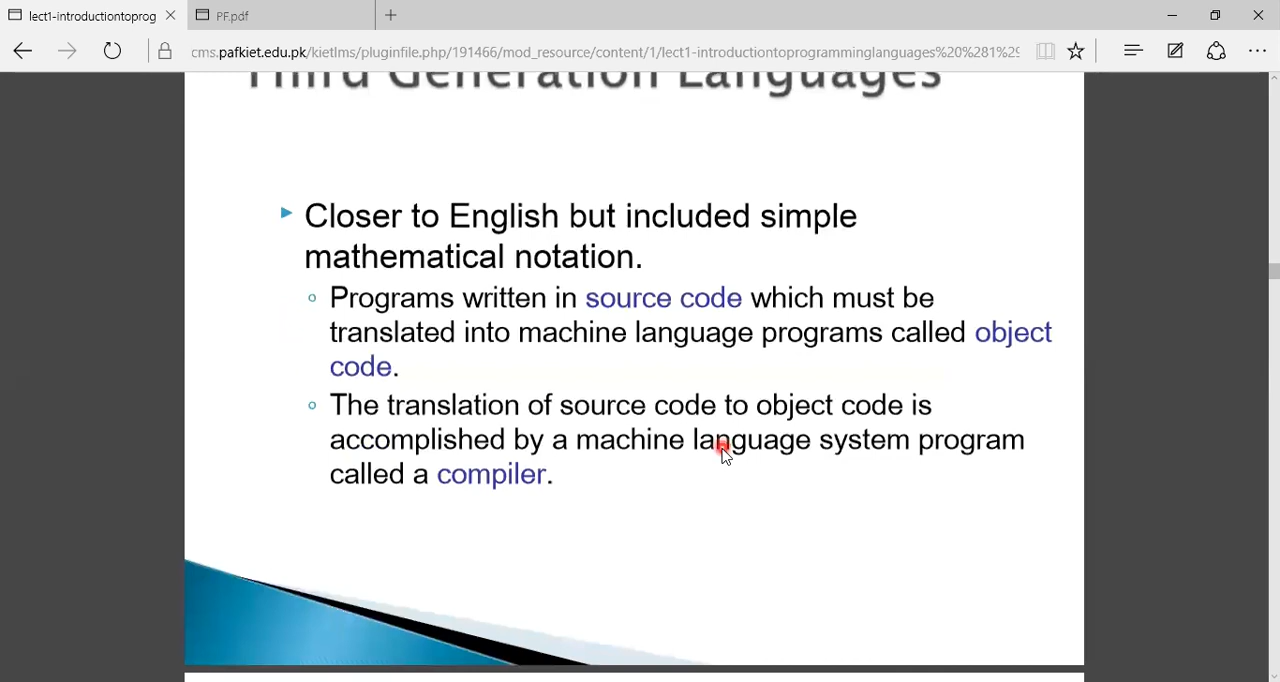 lect1-introductiontoprog
PF.pdf
cms.pafkiet.edu.pk/kietlms/pluginfile.php/191466/mod_resource/content/1/lect1-introductiontoprogramminglanguages%20%281%29
Third Generation Languages
Closer to English but included simple
mathematical notation.
Programs written in source code which must be
translated into machine language programs called object
code.
The translation of source code to object code is
accomplished by a machine language system program
called a compiler.